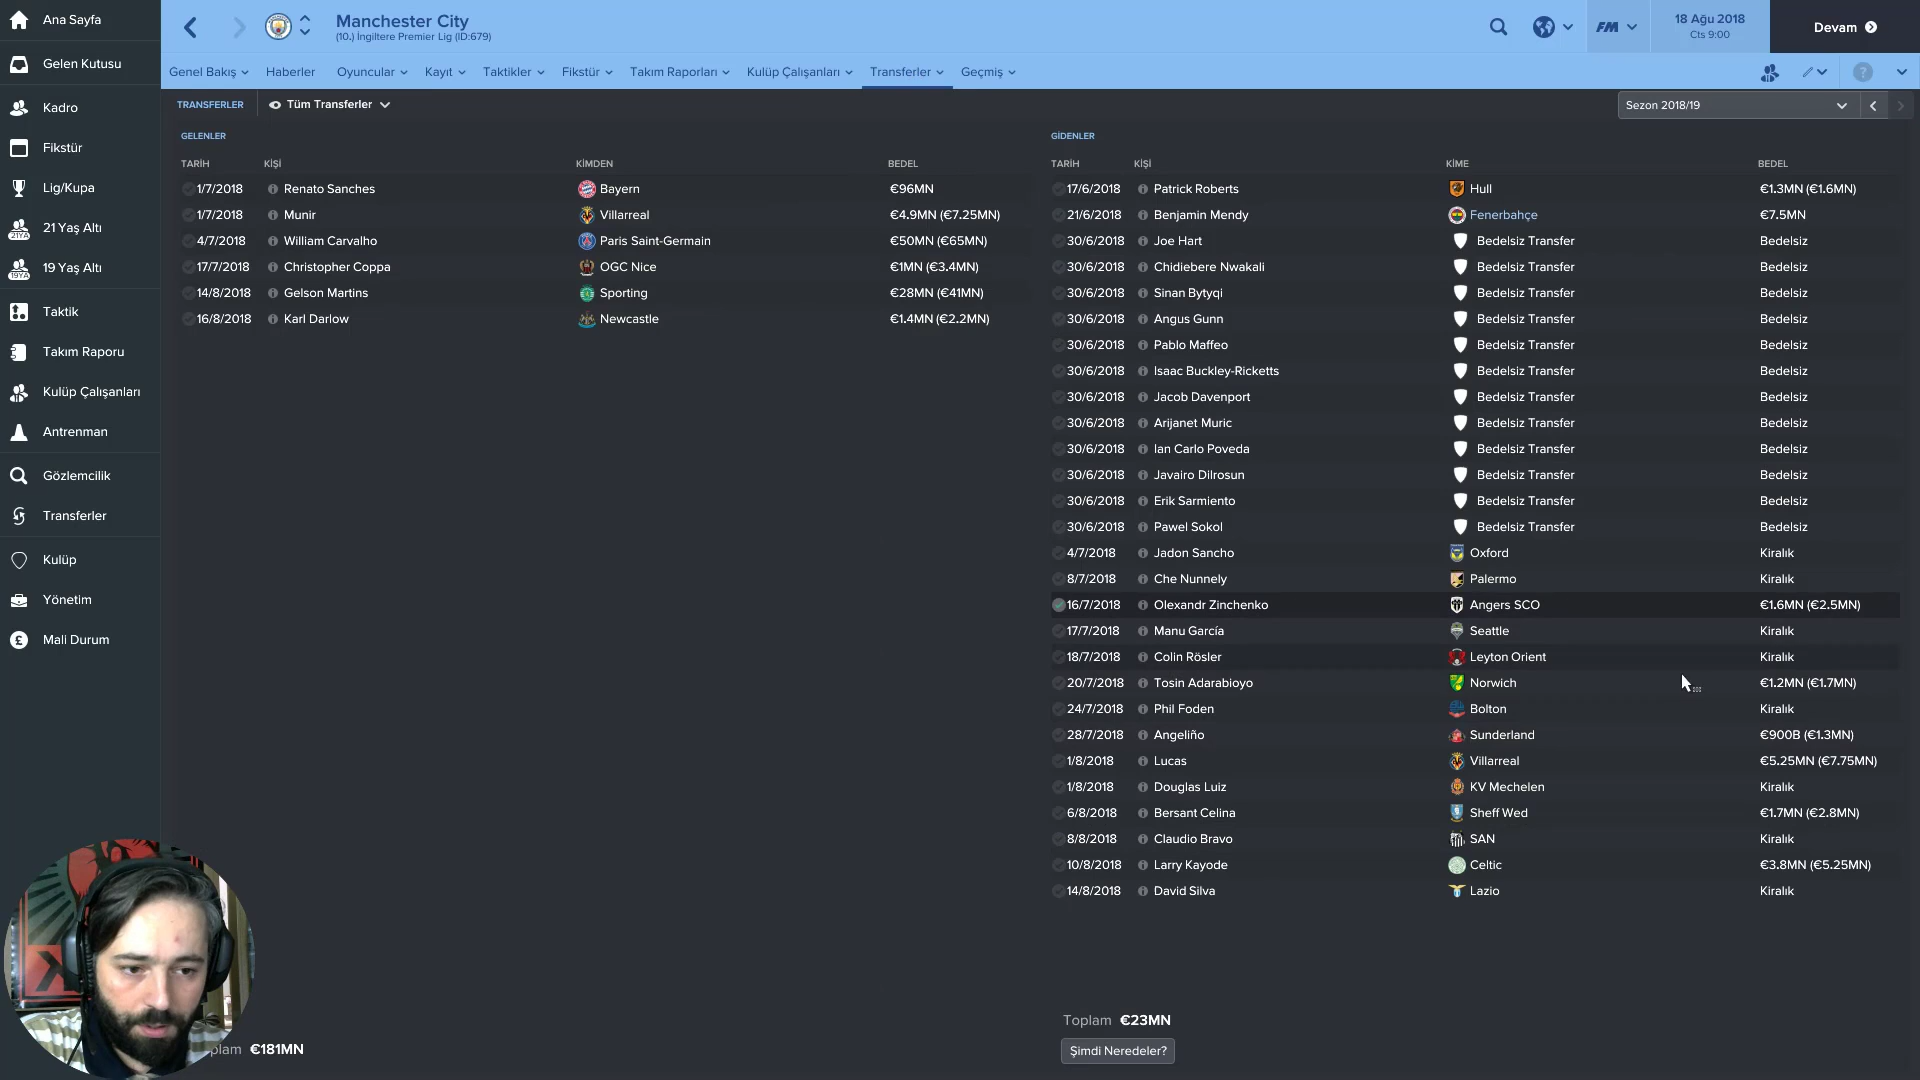 Ana Sayfa
Gelen Kutusu
Kadro
Fikstür
Lig/Kupa
21 Yaş Altı
19 Yaş Altı
Taktik
Takım Raporu
Kulüp Çalışanları
Antrenman
Gözlemcilik
Transferler
Kulüp
Yönetim
Mali Durum
Manchester City
(10.) İngiltere Premier Lig (ID:679)
FM
18 Ağu 2018
Cts 9:00
Devam
Genel Bakış Haberler Oyuncular Kayıt Taktikler Fikstür Takım Raporları Kulüp Çalışanları Transferler Geçmiş
TRANSFERLER Tüm Transferler
Sezon 2018/19
GELENLER
TARİH KİŞİ KİMDEN BEDEL
1/7/2018 Renato Sanches Bayern €96MN
1/7/2018 Munir Villarreal €4.9MN (€7.25MN)
4/7/2018 William Carvalho Paris Saint-Germain €50MN (€65MN)
17/7/2018 Christopher Coppa OGC Nice €1MN (€3.4MN)
14/8/2018 Gelson Martins Sporting €28MN (€41MN)
16/8/2018 Karl Darlow Newcastle €1.4MN (€2.2MN)
plam €181MN
GİDENLER
TARİH KİŞİ KİME BEDEL
17/6/2018 Patrick Roberts Hull €1.3MN (€1.6MN)
21/6/2018 Benjamin Mendy Fenerbahçe €7.5MN
30/6/2018 Joe Hart Bedelsiz Transfer Bedelsiz
30/6/2018 Chidiebere Nwakali Bedelsiz Transfer Bedelsiz
30/6/2018 Sinan Bytyqi Bedelsiz Transfer Bedelsiz
30/6/2018 Angus Gunn Bedelsiz Transfer Bedelsiz
30/6/2018 Pablo Maffeo Bedelsiz Transfer Bedelsiz
30/6/2018 Isaac Buckley-Ricketts Bedelsiz Transfer Bedelsiz
30/6/2018 Jacob Davenport Bedelsiz Transfer Bedelsiz
30/6/2018 Arijanet Muric Bedelsiz Transfer Bedelsiz
30/6/2018 Ian Carlo Poveda Bedelsiz Transfer Bedelsiz
30/6/2018 Javairo Dilrosun Bedelsiz Transfer Bedelsiz
30/6/2018 Erik Sarmiento Bedelsiz Transfer Bedelsiz
30/6/2018 Pawel Sokol Bedelsiz Transfer Bedelsiz
4/7/2018 Jadon Sancho Oxford Kiralık
8/7/2018 Che Nunnely Palermo Kiralık
16/7/2018 Olexandr Zinchenko Angers SCO €1.6MN (€2.5MN)
17/7/2018 Manu García Seattle Kiralık
18/7/2018 Colin Rösler Leyton Orient Kiralık
20/7/2018 Tosin Adarabioyo Norwich €1.2MN (€1.7MN)
24/7/2018 Phil Foden Bolton Kiralık
28/7/2018 Angeliño Sunderland €900B (€1.3MN)
1/8/2018 Lucas Villarreal €5.25MN (€7.75MN)
1/8/2018 Douglas Luiz KV Mechelen Kiralık
6/8/2018 Bersant Celina Sheff Wed €1.7MN (€2.8MN)
8/8/2018 Claudio Bravo SAN Kiralık
10/8/2018 Larry Kayode Celtic €3.8MN (€5.25MN)
14/8/2018 David Silva Lazio Kiralık
Toplam €23MN
Şimdi Neredeler?